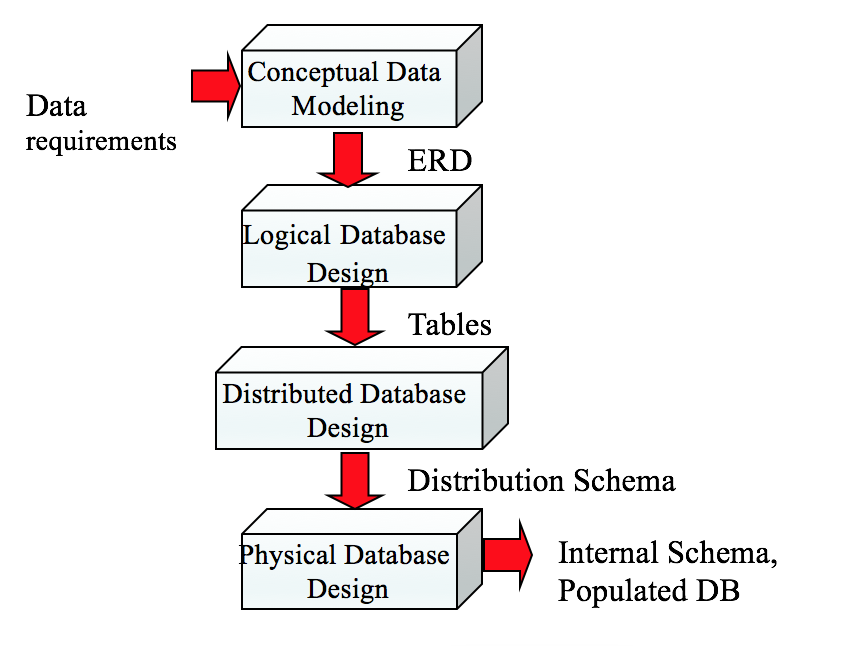 Conceptual Data
Modeling
Data
requirements
ERD
Logical Database
Design
Tables
Distributed Database
Design
Distribution Schema
Physical Database
Design
Internal Schema,
Populated DB